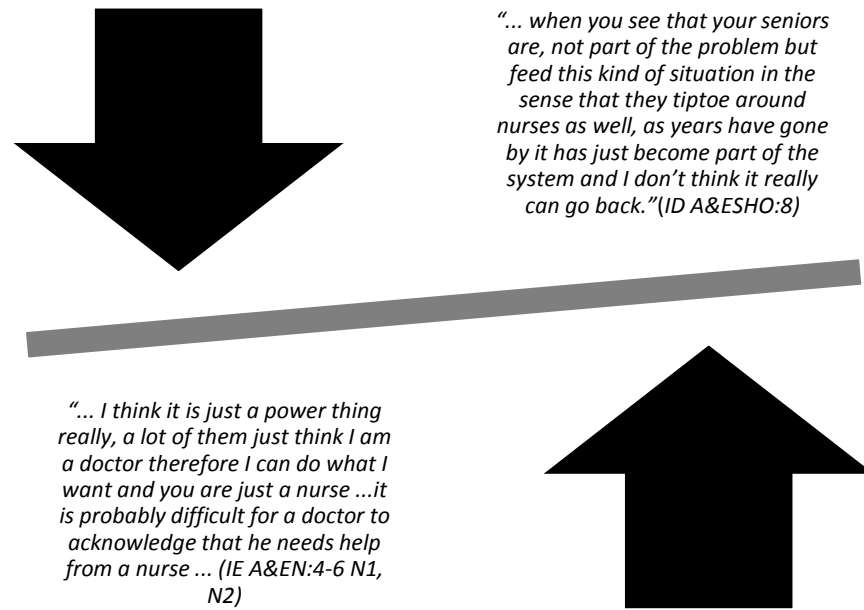 “... when you see that your seniors
are, not part of the problem but
feed this kind of situation in the
sense that they tiptoe around
nurses as well, as years have gone
by it has just become part of the
system and I don’t think it really
can go back.”(ID A&ESHO:8)
“... I think it is just a power thing
really, a lot of them just think I am
a doctor therefore I can do what I
want and you are just a nurse ...it
is probably difficult for a doctor to
acknowledge that he needs help
from a nurse ... (IE A&EN:4-6 N1,
N2)